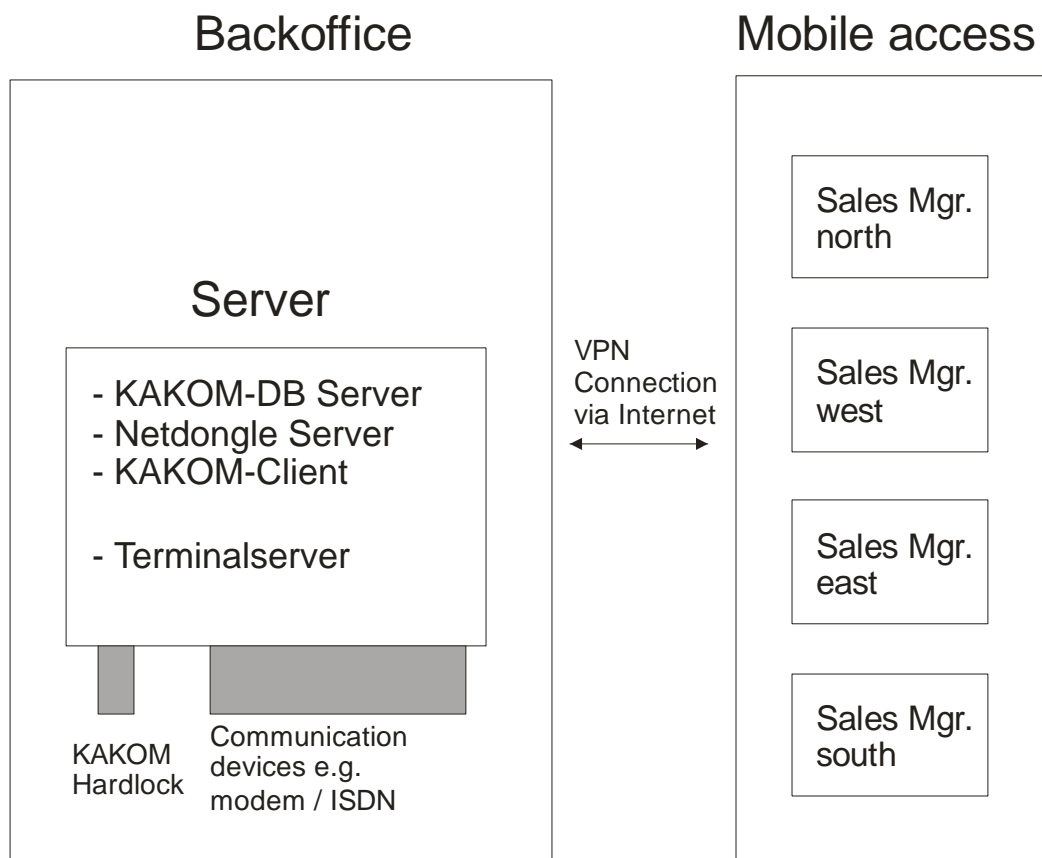 Backoffice
Server
- KAKOM-DB Server
- Netdongle Server
- KAKOM-Client
- Terminalserver
KAKOM
Hardlock
Communication
devices e.g.
modem / ISDN
VPN
Connection
via Internet
Mobile access
Sales Mgr.
north
Sales Mgr.
west
Sales Mgr.
east
Sales Mgr.
south